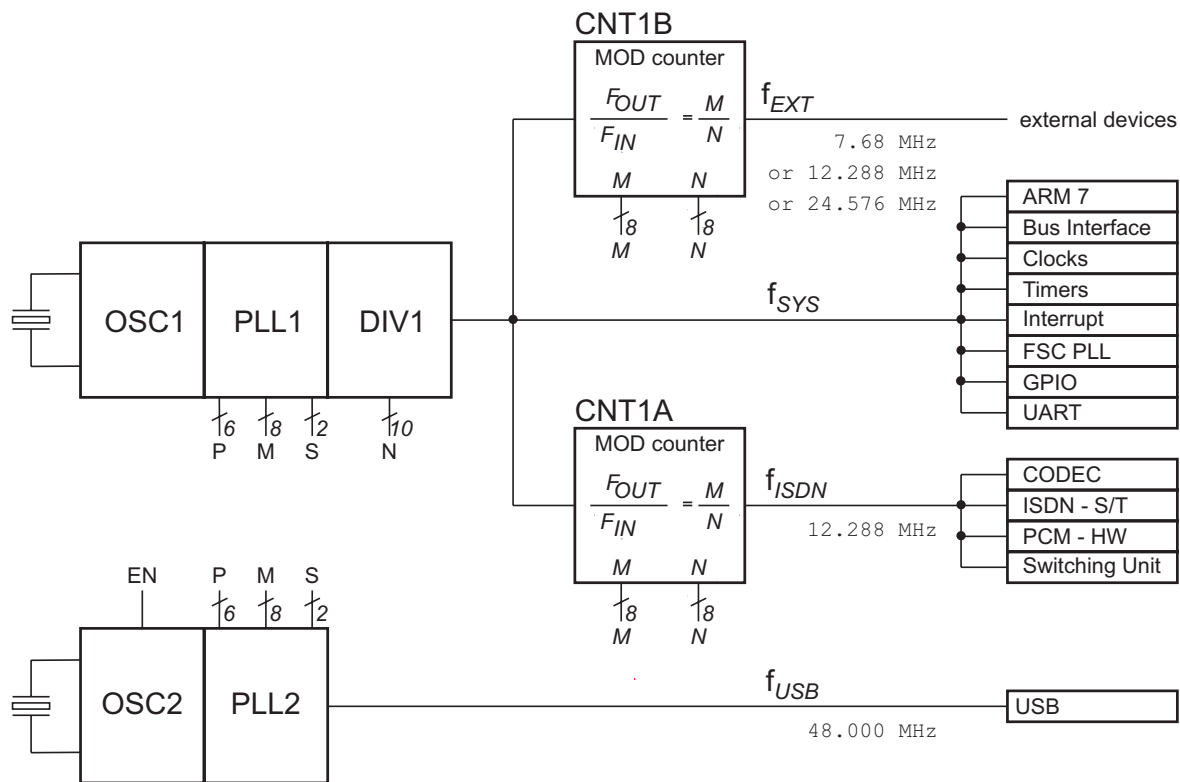 CNT1B
MOD counter
FOUT
FIN
= M
N
M N
8 8
M N
fEXT
7.68 MHz
or 12.288 MHz
or 24.576 MHz
external devices
ARM 7
Bus Interface
Clocks
Timers
Interrupt
FSC PLL
GPIO
UART
fSYS
OSC1 PLL1 DIV1
6 8 2 10
P M S N
CNT1A
MOD counter
FOUT
FIN
= M
N
M N
8 8
M N
fISDN
12.288 MHz
CODEC
ISDN - S/T
PCM - HW
Switching Unit
EN P M S
6 8 2
OSC2 PLL2
fUSB
48.000 MHz
USB